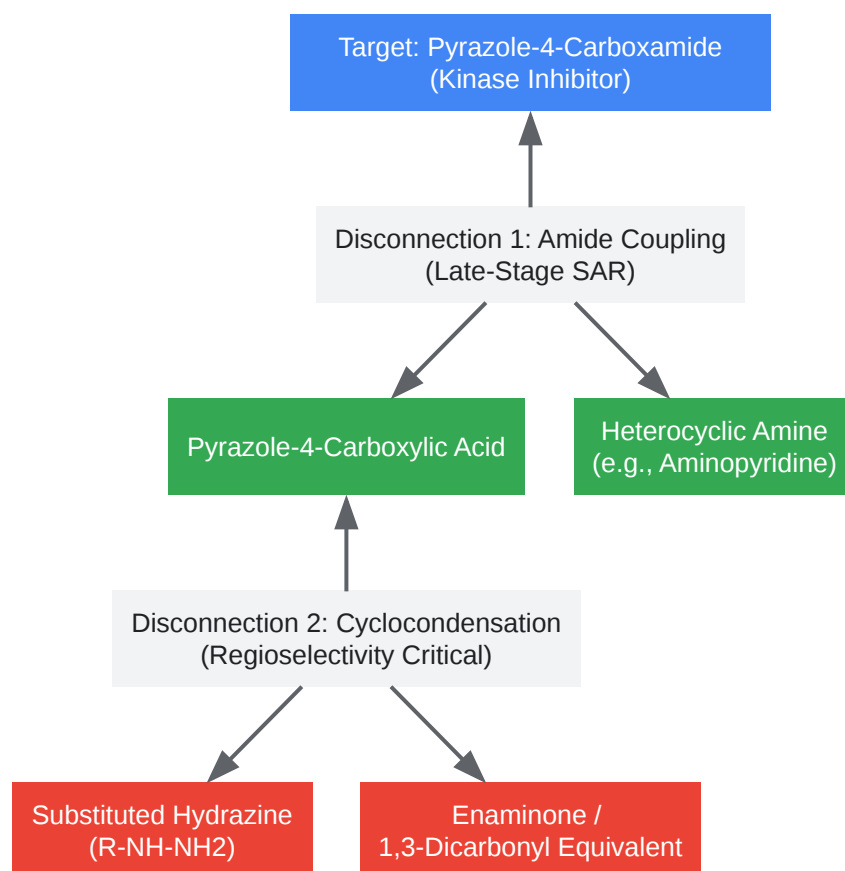 Target: Pyrazole-4-Carboxamide
(Kinase Inhibitor)
Disconnection 1: Amide Coupling
(Late-Stage SAR)
Pyrazole-4-Carboxylic Acid
Heterocyclic Amine
(e.g., Aminopyridine)
Disconnection 2: Cyclocondensation
(Regioselectivity Critical)
Substituted Hydrazine
(R-NH-NH2)
Enaminone /
1,3-Dicarbonyl Equivalent